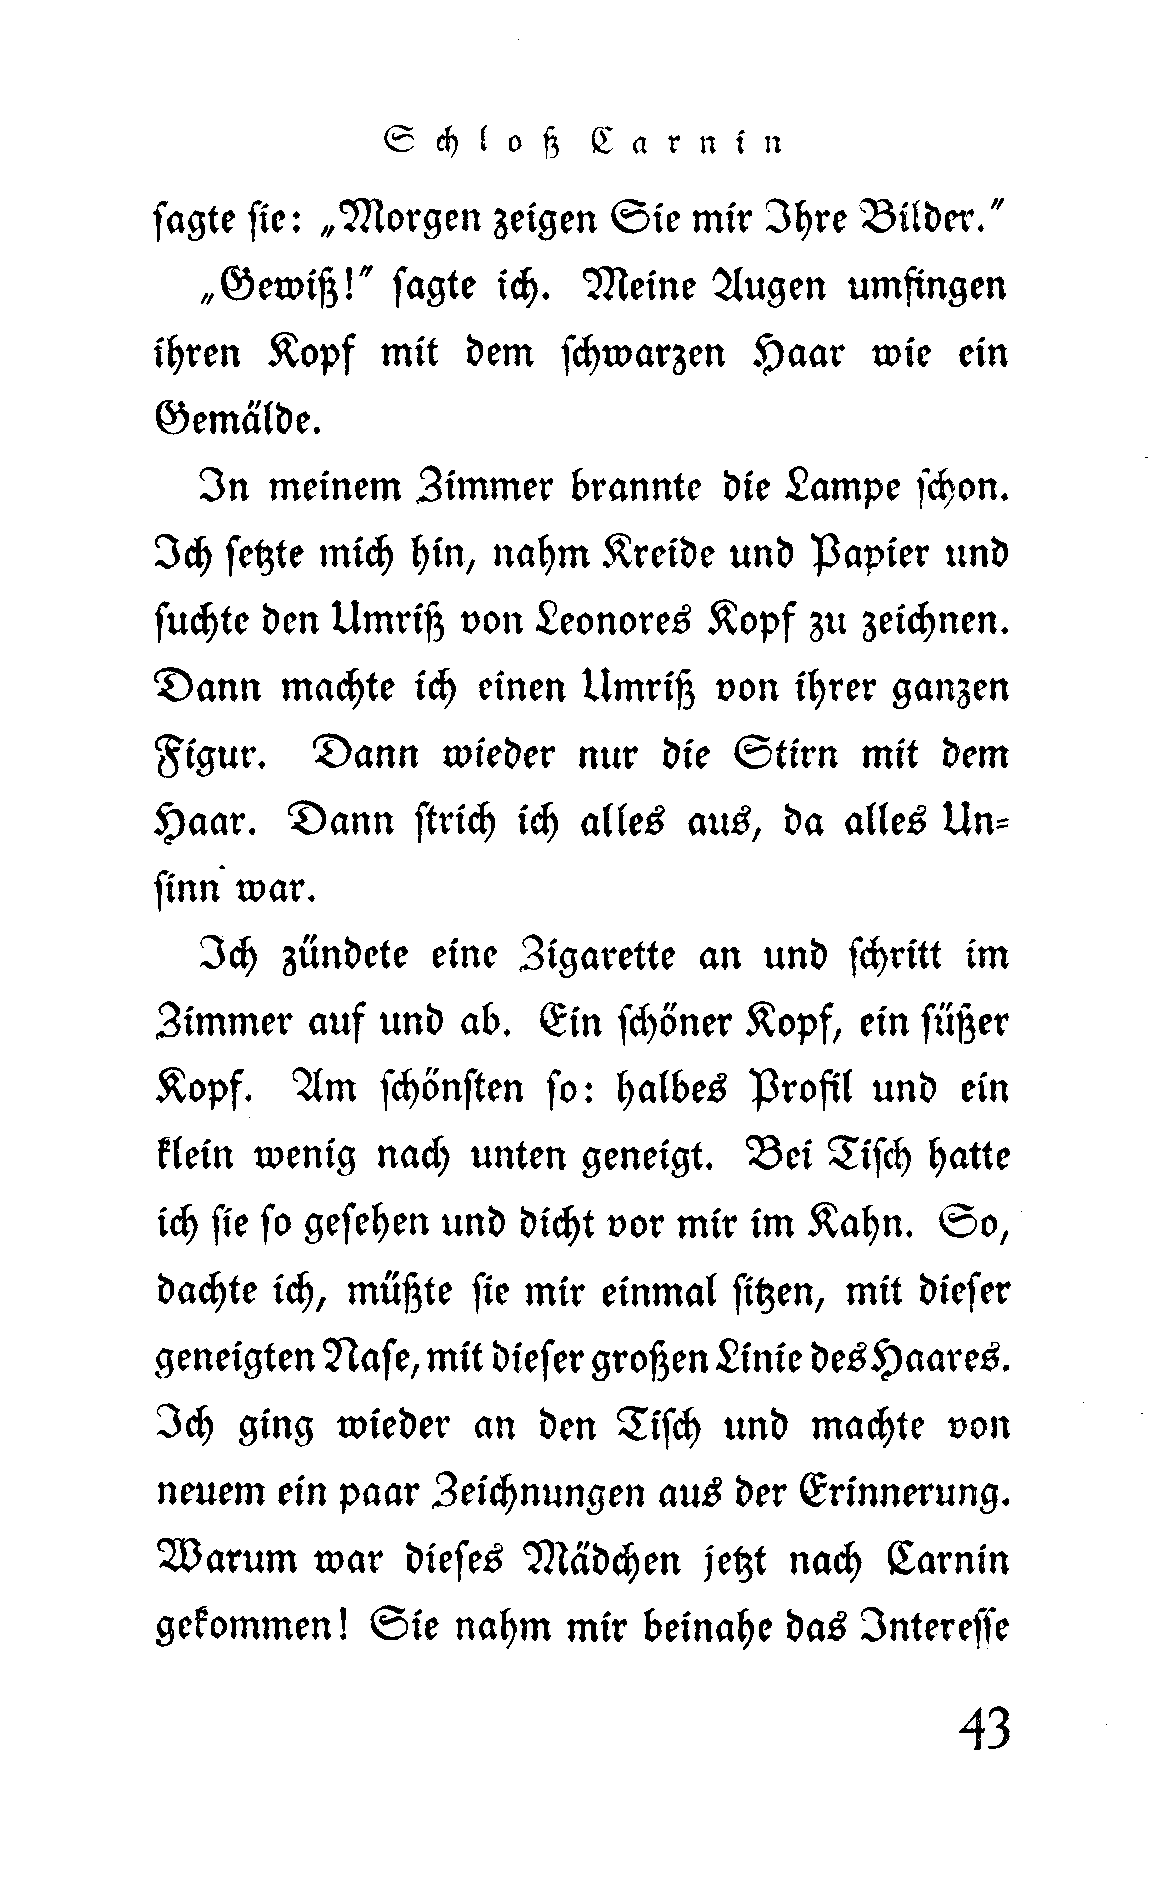 Schloß Carnin
sagte sie: „Morgen zeigen Sie mir Ihre Bilder.“
„Gewiß!“ sagte ich. Meine Augen umfingen
ihren Kopf mit dem schwarzen Haar wie ein
Gemälde.
In meinem Zimmer brannte die Lampe schon.
Ich setzte mich hin, nahm Kreide und Papier und
suchte den Umriß von Leonores Kopf zu zeichnen.
Dann machte ich einen Umriß von ihrer ganzen
Figur. Dann wieder nur die Stirn mit dem
Haar. Dann strich ich alles aus, da alles Un-
sinn war.
Ich zündete eine Zigarette an und schritt im
Zimmer auf und ab. Ein schöner Kopf, ein süßer
Kopf. Am schönsten so: halbes Profil und ein
klein wenig nach unten geneigt. Bei Tisch hatte
ich sie so gesehen und dicht vor mir im Kahn. So,
dachte ich, müßte sie mir einmal sitzen, mit dieser
geneigten Nase, mit dieser großen Linie des Haares.
Ich ging wieder an den Tisch und machte von
neuem ein paar Zeichnungen aus der Erinnerung.
Warum war dieses Mädchen jetzt nach Carnin
gekommen! Sie nahm mir beinahe das Interesse
43